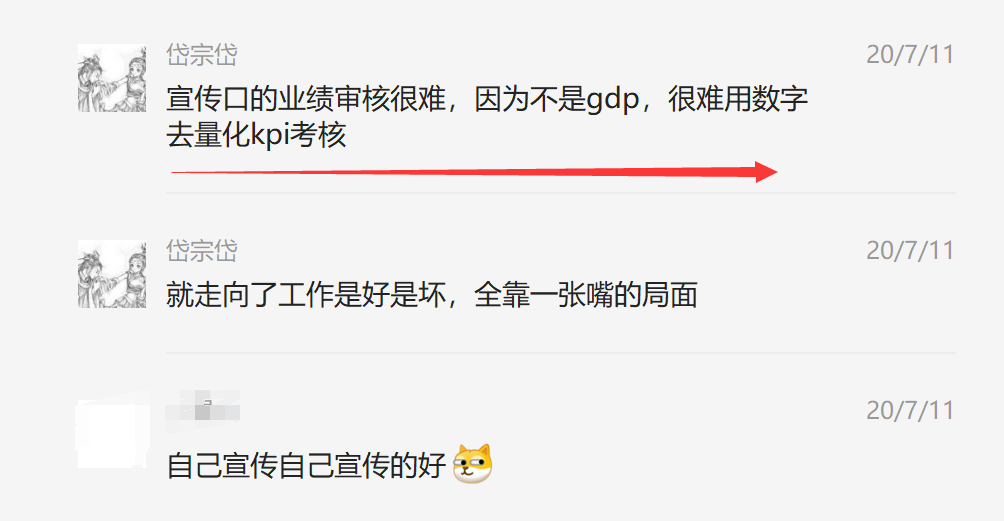 岱宗岱
20/7/11
宣传口的业绩审核很难，因为不是gdp，很难用数字
去量化kpi考核
岱宗岱
20/7/11
就走向了工作是好是坏，全靠一张嘴的局面
20/7/11
自己宣传自己宣传的好